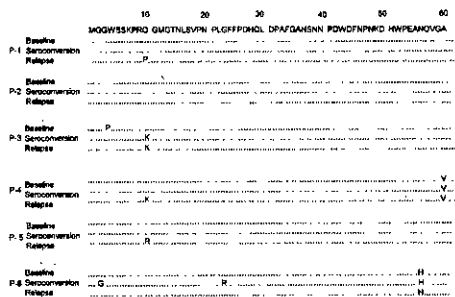 10 20 30 40 50 60
MGGWSSKPRQ GMGTNLSVPN PLGFFPDHQL DPAFGANSNN PDWDFNPNKD HWPEANQVGA
Baseline
P-1 Seroconversion
Relapse P
Baseline
P-2 Seroconversion
Relapse
Baseline P
P-3 Seroconversion K
Relapse K
Baseline V
P-4 Seroconversion V
Relapse K V
Baseline
P-5 Seroconversion
Relapse R
Baseline H
P-6 Seroconversion G R H
Relapse H